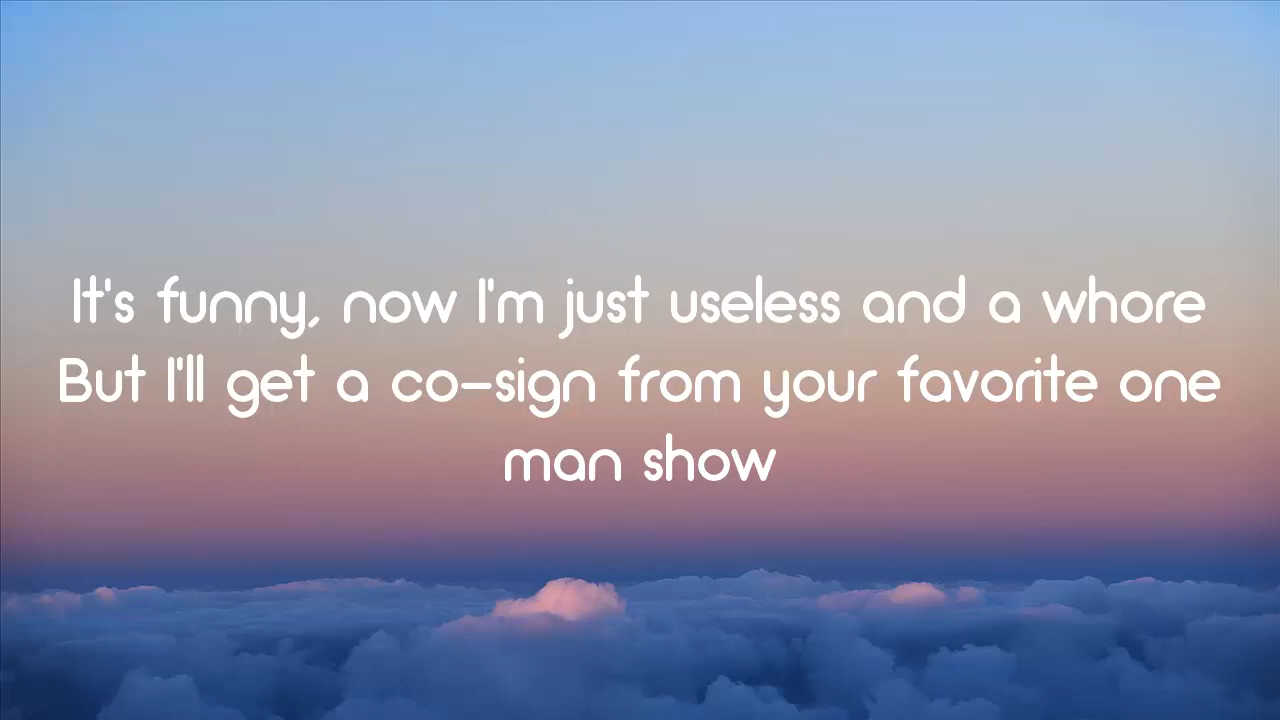 It's funny, now I'm just useless and a whore
But I'll get a co-sign from your favorite one
man show